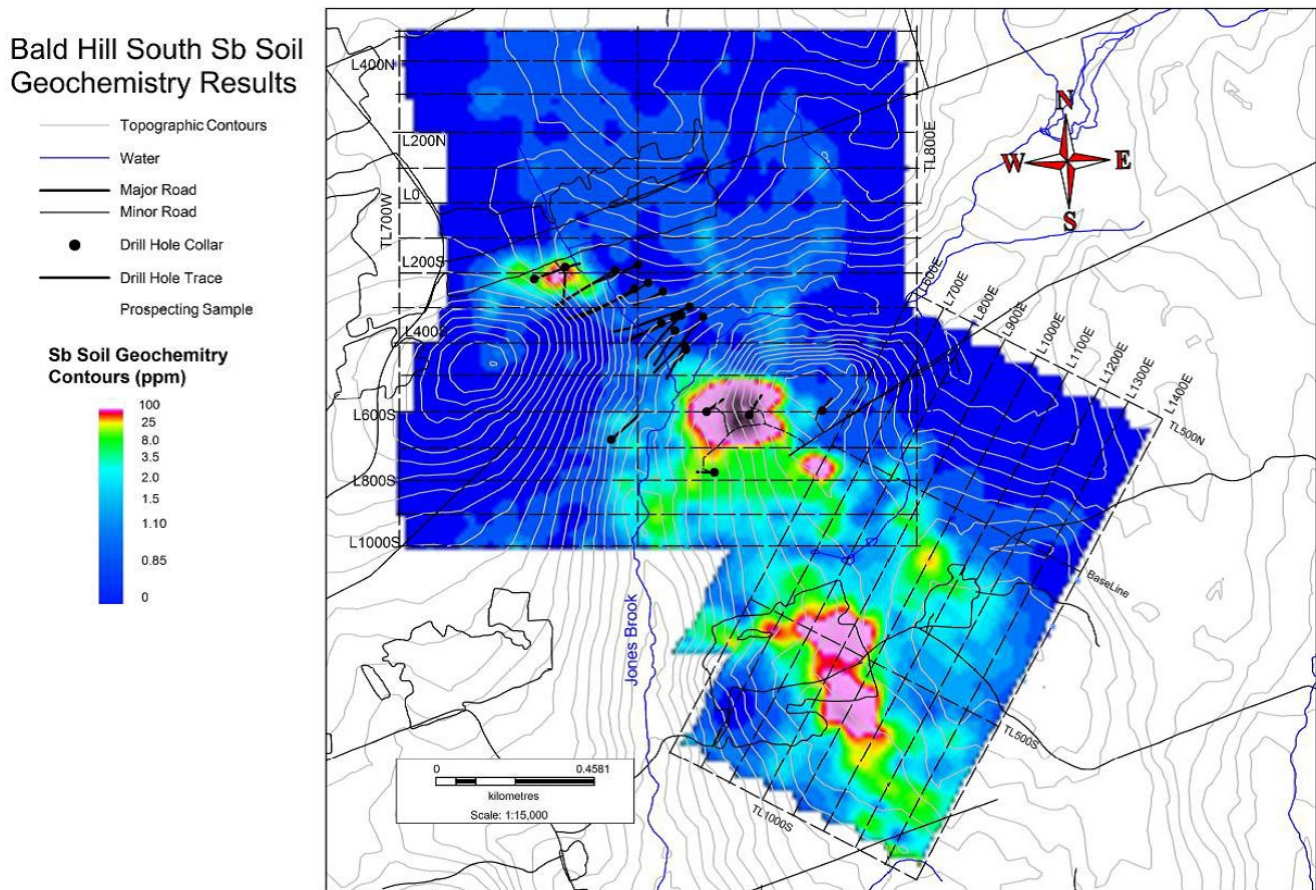 Bald Hill South Sb Soil
Geochemistry Results
Topographic Contours
Water
Major Road
Minor Road
Drill Hole Collar
Drill Hole Trace
Prospecting Sample
Sb Soil Geochemitry
Contours (ppm)
100
25
8.0
3.5
2.0
1.5
1.10
0.85
0
L400N
L200N
L0
TL700W
L200S
L400S
L600S
L800S
L1000S
TL800E
N
W
E
S
L600E
L700E
L800E
L900E
L1000E
L1100E
L1200E
L1300E
L1400E
TL500N
BaseLine
TL500S
TL1000S
Jones Brook
0
0.4581
kilometres
Scale: 1:15,000